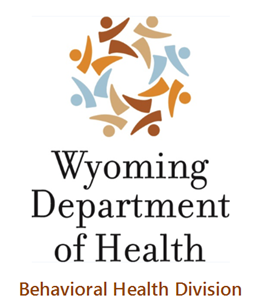 Wyoming
Department
of Health
Behavioral Health Division